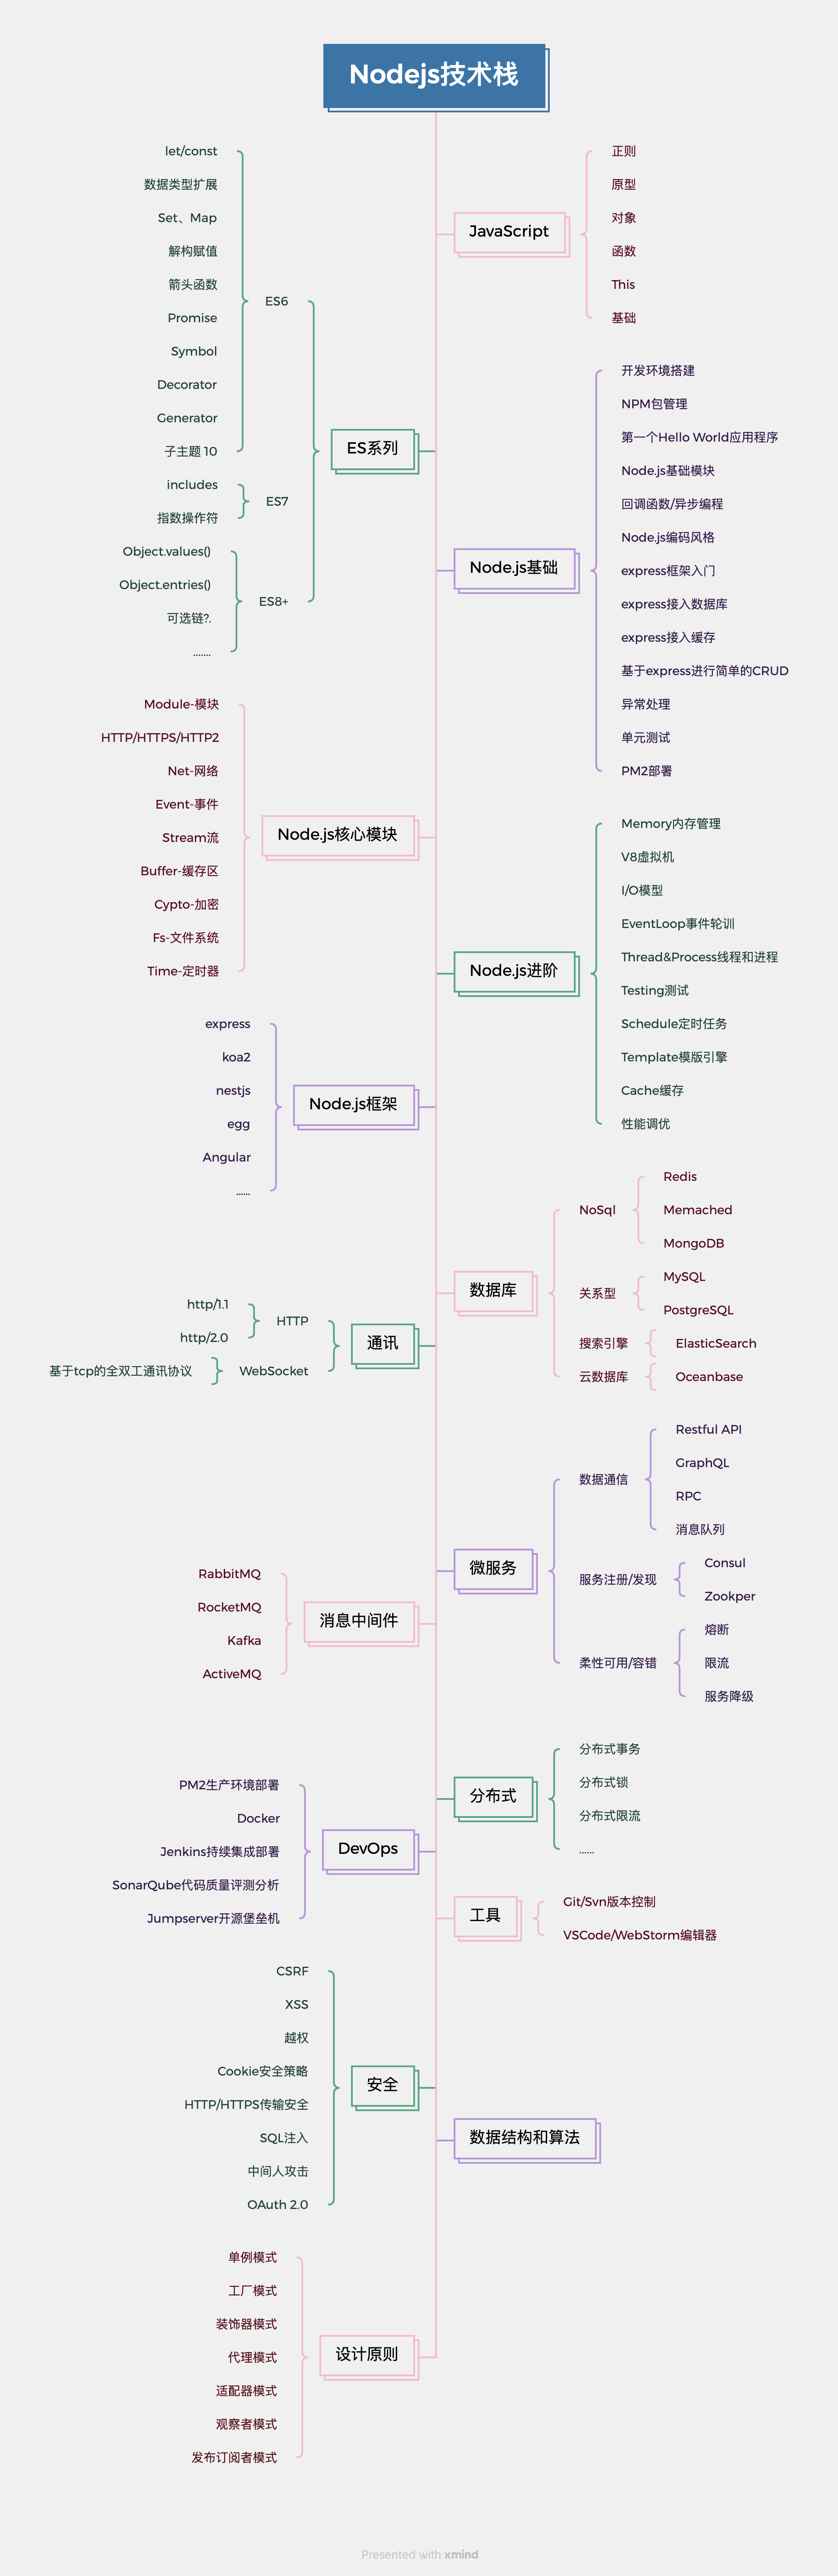 Nodejs技术栈
JavaScript
正则
原型
对象
函数
This
基础
ES系列
ES6
let/const
数据类型扩展
Set、Map
解构赋值
箭头函数
Promise
Symbol
Decorator
Generator
子主题 10
ES7
includes
指数操作符
ES8+
Object.values()
Object.entries()
可选链?.
.......
Node.js基础
开发环境搭建
NPM包管理
第一个Hello World应用程序
Node.js基础模块
回调函数/异步编程
Node.js编码风格
express框架入门
express接入数据库
express接入缓存
基于express进行简单的CRUD
异常处理
单元测试
PM2部署
Node.js核心模块
Module-模块
HTTP/HTTPS/HTTP2
Net-网络
Event-事件
Stream流
Buffer-缓存区
Cypto-加密
Fs-文件系统
Time-定时器
Node.js进阶
Memory内存管理
V8虚拟机
I/O模型
EventLoop事件轮训
Thread&Process线程和进程
Testing测试
Schedule定时任务
Template模版引擎
Cache缓存
性能调优
Node.js框架
express
koa2
nestjs
egg
Angular
......
数据库
NoSql
Redis
Memached
MongoDB
关系型
MySQL
PostgreSQL
搜索引擎
ElasticSearch
云数据库
Oceanbase
通讯
HTTP
http/1.1
http/2.0
WebSocket
基于tcp的全双工通讯协议
微服务
数据通信
Restful API
GraphQL
RPC
消息队列
服务注册/发现
Consul
Zookper
柔性可用/容错
熔断
限流
服务降级
消息中间件
RabbitMQ
RocketMQ
Kafka
ActiveMQ
分布式
分布式事务
分布式锁
分布式限流
......
DevOps
PM2生产环境部署
Docker
Jenkins持续集成部署
SonarQube代码质量评测分析
Jumpserver开源堡垒机
工具
Git/Svn版本控制
VSCode/WebStorm编辑器
安全
CSRF
XSS
越权
Cookie安全策略
HTTP/HTTPS传输安全
SQL注入
中间人攻击
OAuth 2.0
数据结构和算法
设计原则
单例模式
工厂模式
装饰器模式
代理模式
适配器模式
观察者模式
发布订阅者模式
Presented with xmind